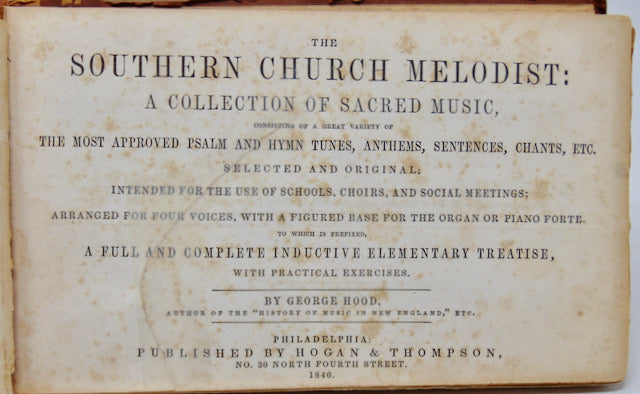 THE
SOUTHERN CHURCH MELODIST:
A COLLECTION OF SACRED MUSIC,
CONSISTING OF A GREAT VARIETY OF
THE MOST APPROVED PSALM AND HYMN TUNES, ANTHEMS, SENTENCES, CHANTS, ETC.
SELECTED AND ORIGINAL;
INTENDED FOR THE USE OF SCHOOLS, CHOIRS, AND SOCIAL MEETINGS;
ARRANGED FOR FOUR VOICES, WITH A FIGURED BASE FOR THE ORGAN OR PIANO FORTE.
TO WHICH IS PREFIXED,
A FULL AND COMPLETE INDUCTIVE ELEMENTARY TREATISE,
WITH PRACTICAL EXERCISES.
BY GEORGE HOOD,
AUTHOR OF THE "HISTORY OF MUSIC IN NEW ENGLAND," ETC.
PHILADELPHIA:
PUBLISHED BY HOGAN & THOMPSON,
NO. 30 NORTH FOURTH STREET.
1846.